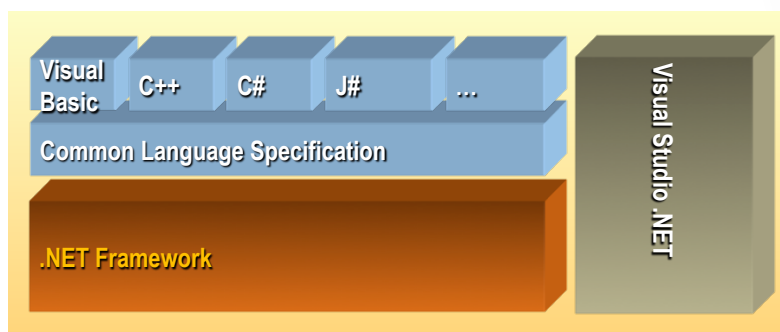 Visual
Basic
C++
C#
J#
...
Common Language Specification
.NET Framework
Visual Studio .NET